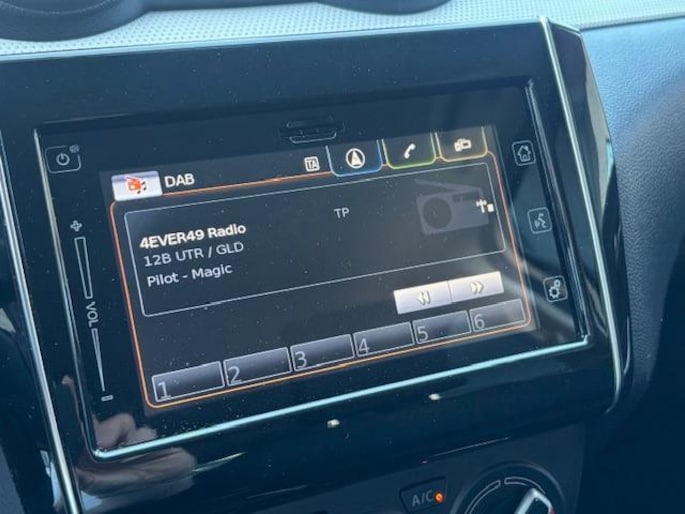 DAB
TA
TP
4EVER49 Radio
12B UTR / GLD
Pilot - Magic
VOL
1 2 3 4 5 6
A/C